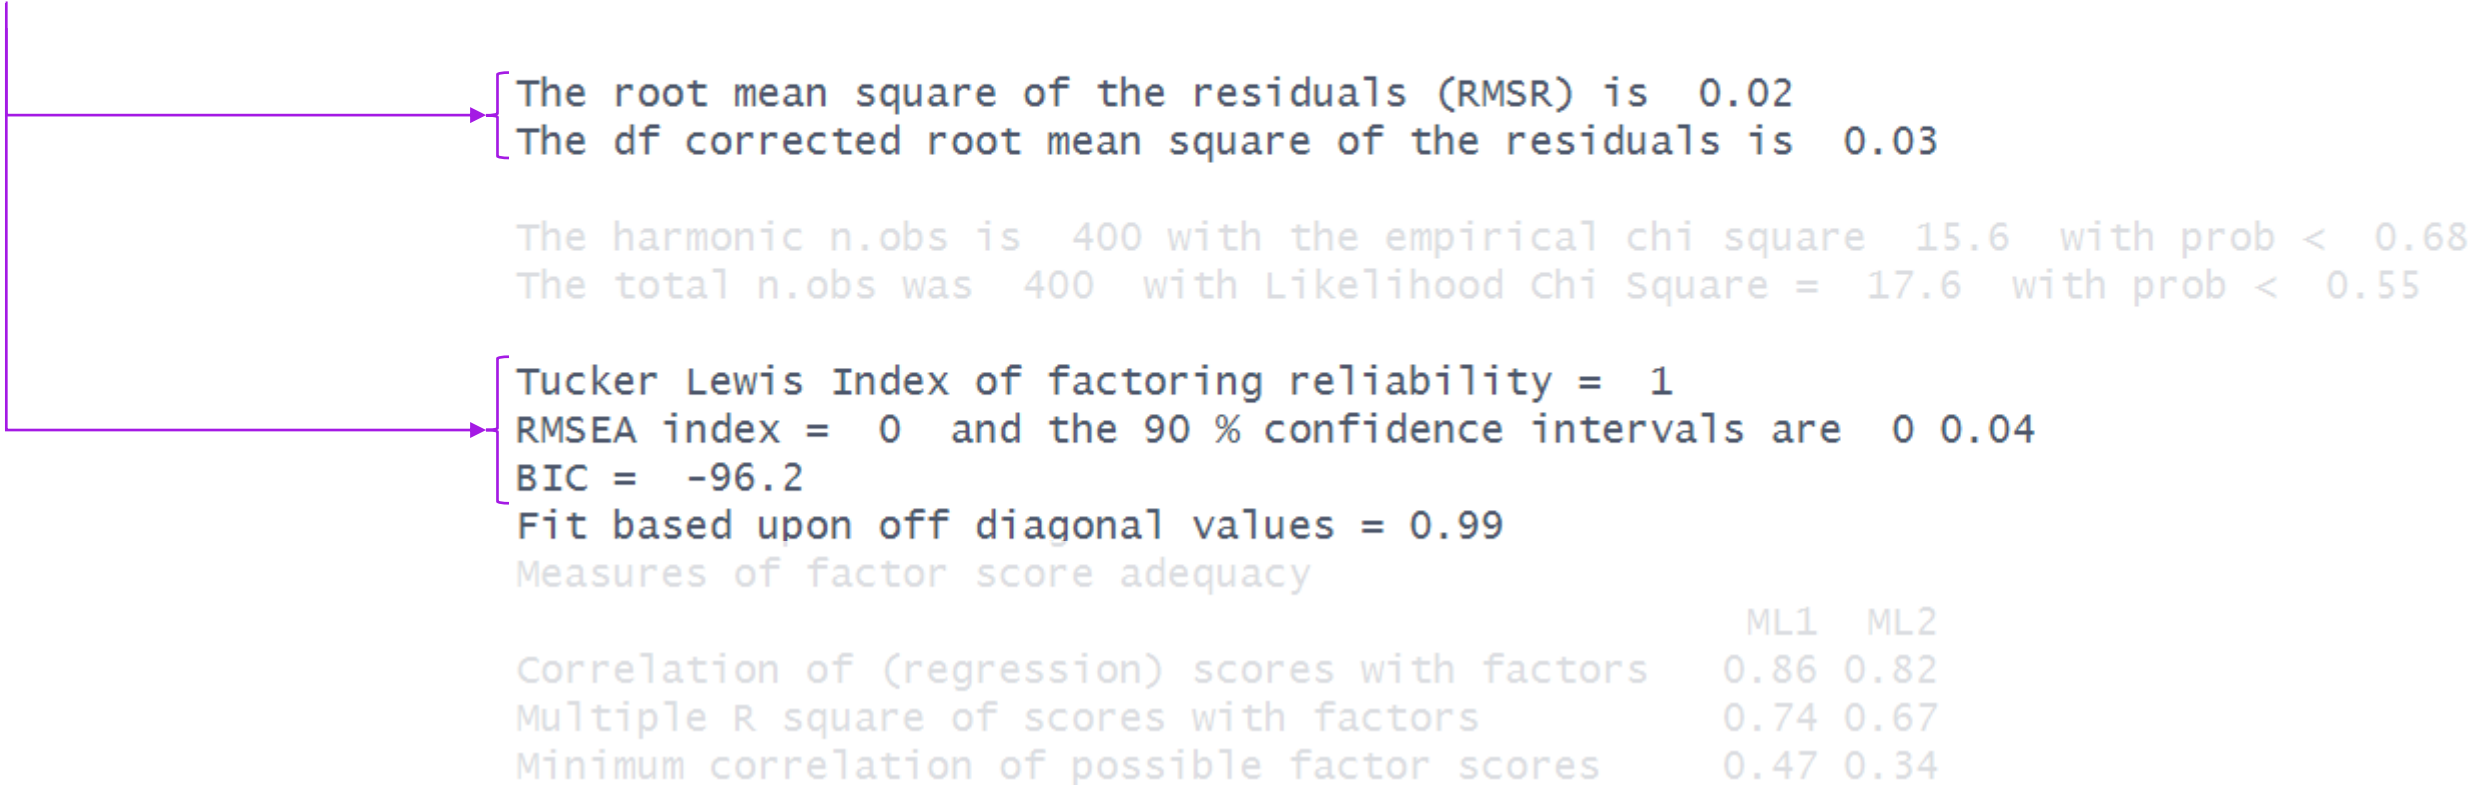 The root mean square of the residuals (RMSR) is  0.02
The df corrected root mean square of the residuals is  0.03
The harmonic n.obs is  400 with the empirical chi square  15.6  with prob <  0.68
The total n.obs was  400  with Likelihood Chi Square =  17.6  with prob <  0.55
Tucker Lewis Index of factoring reliability =  1
RMSEA index =  0  and the 90 % confidence intervals are  0 0.04
BIC =  -96.2
Fit based upon off diagonal values = 0.99
Measures of factor score adequacy
ML1  ML2
Correlation of (regression) scores with factors   0.86 0.82
Multiple R square of scores with factors          0.74 0.67
Minimum correlation of possible factor scores     0.47 0.34